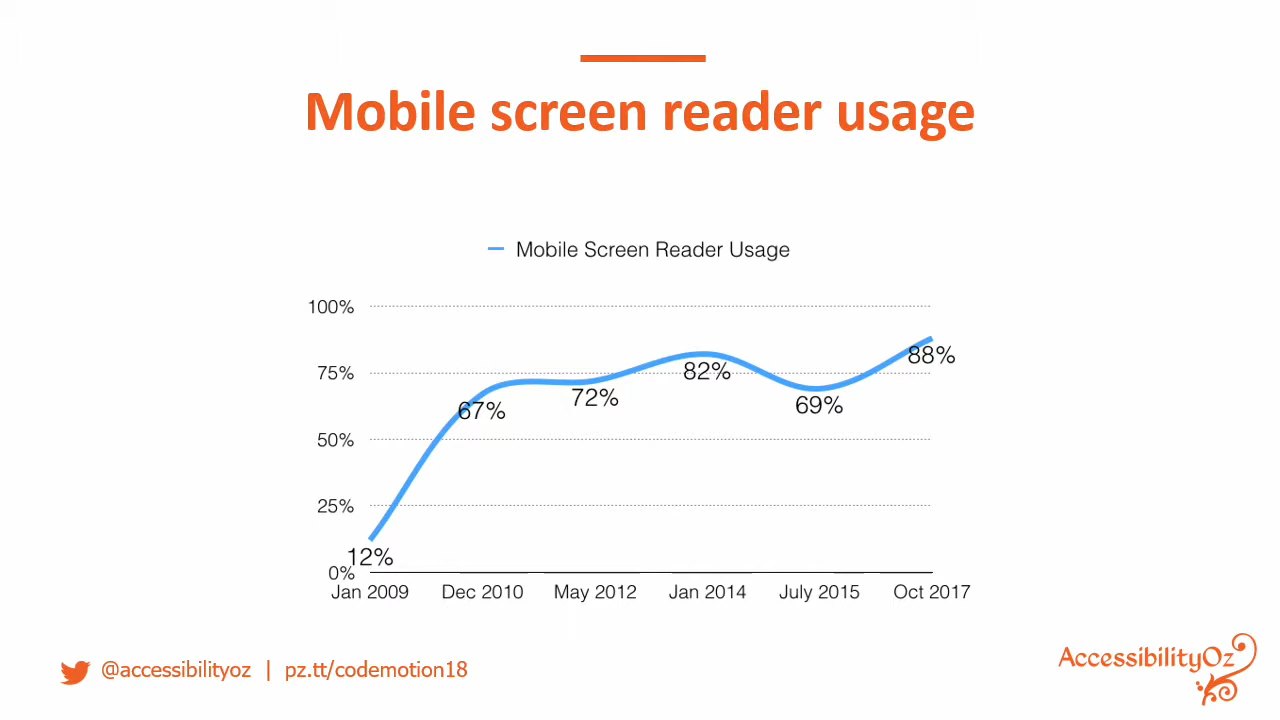 Mobile screen reader usage
Mobile Screen Reader Usage
100%
75%
50%
25%
0%
12%
67%
72%
82%
69%
88%
Jan 2009 Dec 2010 May 2012 Jan 2014 July 2015 Oct 2017
@accessibilityoz | pz.tt/codemotion18
AccessibilityOz